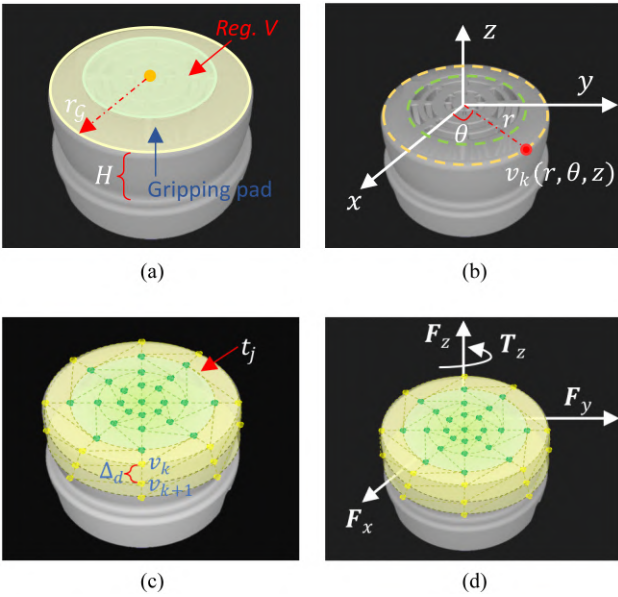 Reg. V
r_G
H
Gripping pad
(a)
z
y
r
θ
v_k(r, θ, z)
x
(b)
t_j
v_k
Δ_d
v_{k+1}
(c)
F_z
T_z
F_y
F_x
(d)